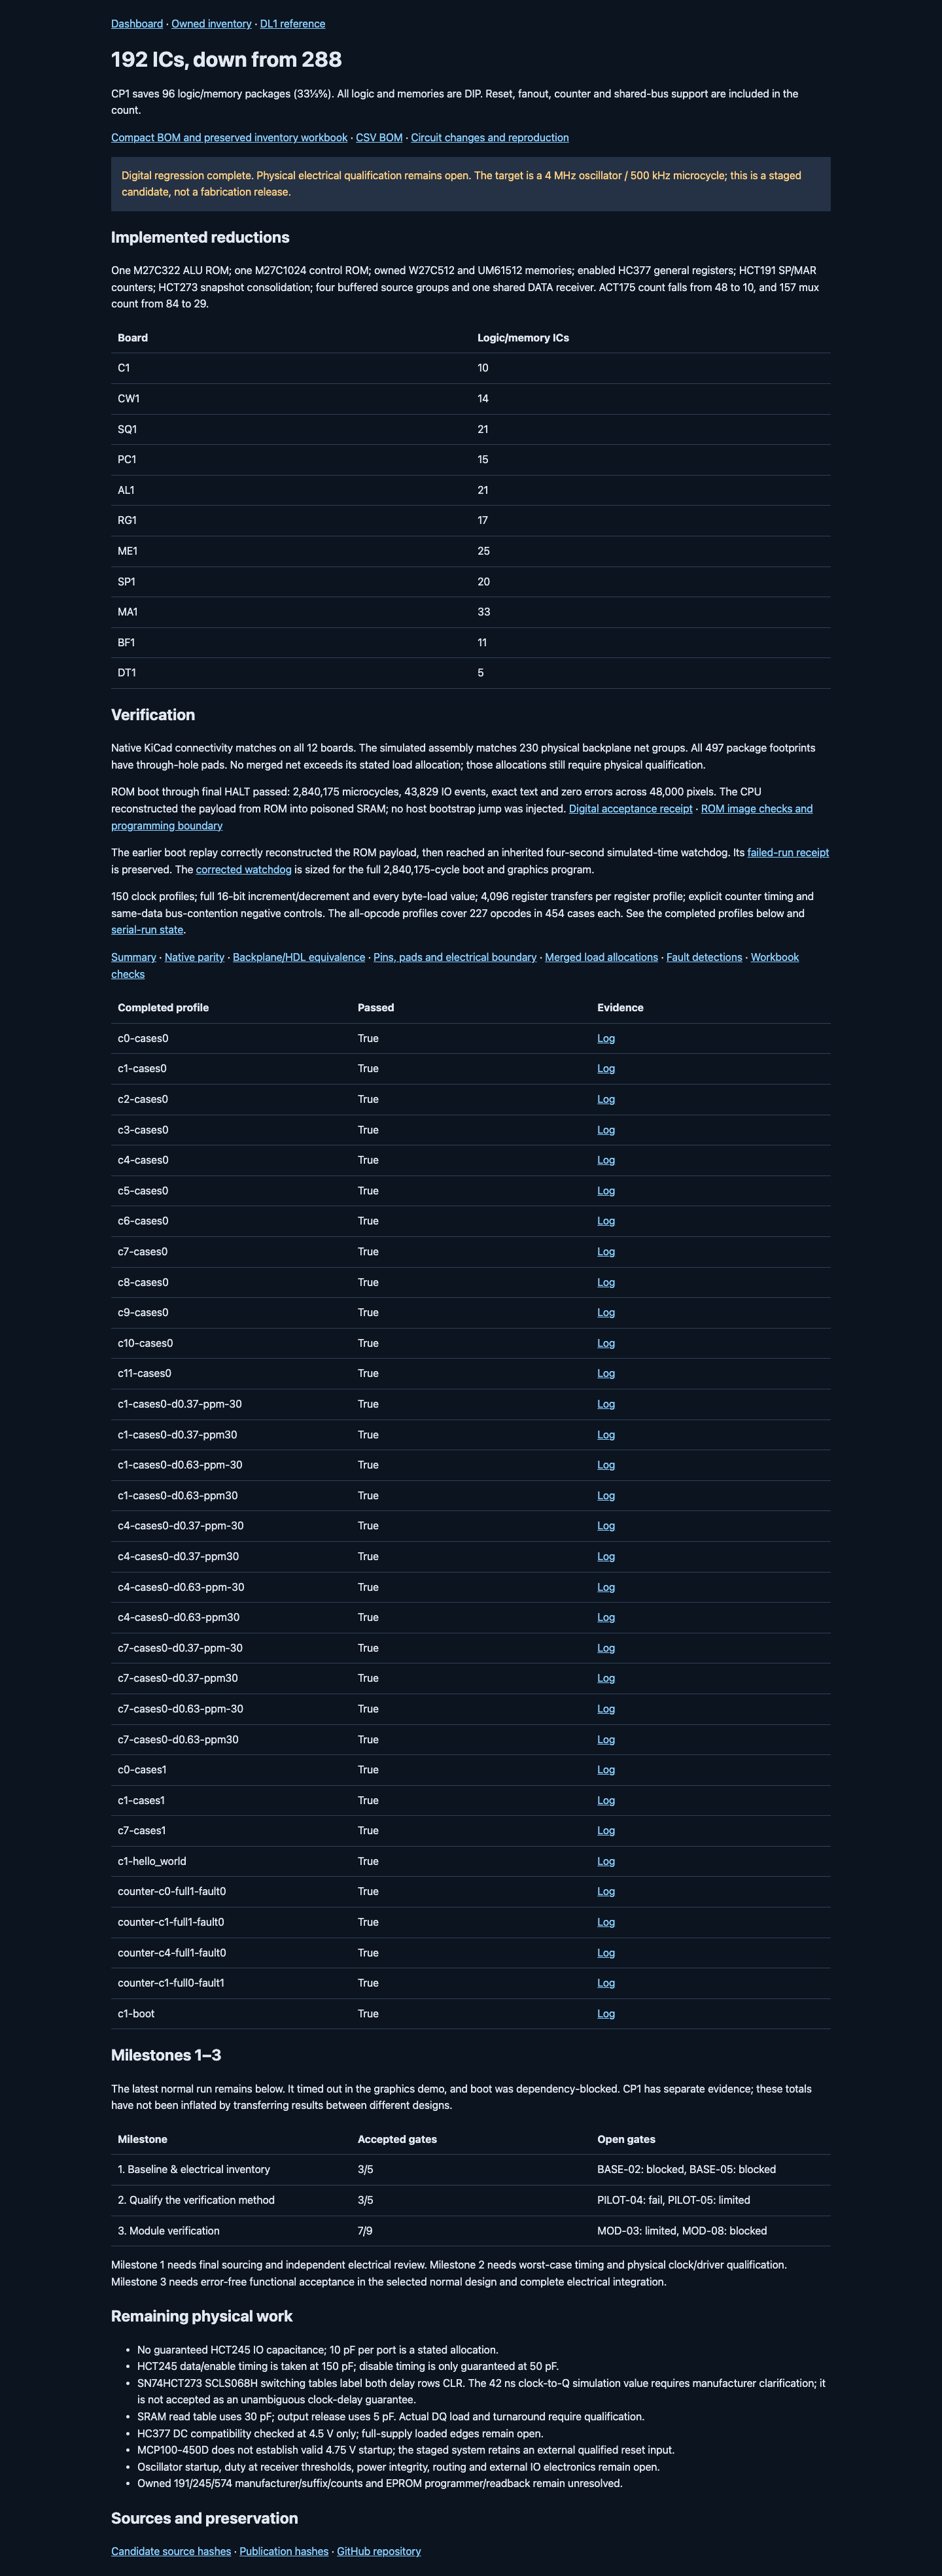 Dashboard · Owned inventory · DL1 reference
192 ICs, down from 288
CP1 saves 96 logic/memory packages (33⅓%). All logic and memories are DIP. Reset, fanout, counter and shared-bus support are included in the
count.
Compact BOM and preserved inventory workbook · CSV BOM · Circuit changes and reproduction
Digital regression complete. Physical electrical qualification remains open. The target is a 4 MHz oscillator / 500 kHz microcycle; this is a staged
candidate, not a fabrication release.
Implemented reductions
One M27C322 ALU ROM; one M27C1024 control ROM; owned W27C512 and UM61512 memories; enabled HC377 general registers; HCT191 SP/MAR
counters; HCT273 snapshot consolidation; four buffered source groups and one shared DATA receiver. ACT175 count falls from 48 to 10, and 157 mux
count from 84 to 29.
Board Logic/memory ICs
C1 10
CW1 14
SQ1 21
PC1 15
AL1 21
RG1 17
ME1 25
SP1 20
MA1 33
BF1 11
DT1 5
Verification
Native KiCad connectivity matches on all 12 boards. The simulated assembly matches 230 physical backplane net groups. All 497 package footprints
have through-hole pads. No merged net exceeds its stated load allocation; those allocations still require physical qualification.
ROM boot through final HALT passed: 2,840,175 microcycles, 43,829 IO events, exact text and zero errors across 48,000 pixels. The CPU
reconstructed the payload from ROM into poisoned SRAM; no host bootstrap jump was injected. Digital acceptance receipt · ROM image checks and
programming boundary
The earlier boot replay correctly reconstructed the ROM payload, then reached an inherited four-second simulated-time watchdog. Its failed-run receipt
is preserved. The corrected watchdog is sized for the full 2,840,175-cycle boot and graphics program.
150 clock profiles; full 16-bit increment/decrement and every byte-load value; 4,096 register transfers per register profile; explicit counter timing and
same-data bus-contention negative controls. The all-opcode profiles cover 227 opcodes in 454 cases each. See the completed profiles below and
serial-run state.
Summary · Native parity · Backplane/HDL equivalence · Pins, pads and electrical boundary · Merged load allocations · Fault detections · Workbook
checks
Completed profile Passed Evidence
c0-cases0 True Log
c1-cases0 True Log
c2-cases0 True Log
c3-cases0 True Log
c4-cases0 True Log
c5-cases0 True Log
c6-cases0 True Log
c7-cases0 True Log
c8-cases0 True Log
c9-cases0 True Log
c10-cases0 True Log
c11-cases0 True Log
c1-cases0-d0.37-ppm-30 True Log
c1-cases0-d0.37-ppm30 True Log
c1-cases0-d0.63-ppm-30 True Log
c1-cases0-d0.63-ppm30 True Log
c4-cases0-d0.37-ppm-30 True Log
c4-cases0-d0.37-ppm30 True Log
c4-cases0-d0.63-ppm-30 True Log
c4-cases0-d0.63-ppm30 True Log
c7-cases0-d0.37-ppm-30 True Log
c7-cases0-d0.37-ppm30 True Log
c7-cases0-d0.63-ppm-30 True Log
c7-cases0-d0.63-ppm30 True Log
c0-cases1 True Log
c1-cases1 True Log
c7-cases1 True Log
c1-hello_world True Log
counter-c0-full1-fault0 True Log
counter-c1-full1-fault0 True Log
counter-c4-full1-fault0 True Log
counter-c1-full0-fault1 True Log
c1-boot True Log
Milestones 1–3
The latest normal run remains below. It timed out in the graphics demo, and boot was dependency-blocked. CP1 has separate evidence; these totals
have not been inflated by transferring results between different designs.
Milestone Accepted gates Open gates
1. Baseline & electrical inventory 3/5 BASE-02: blocked, BASE-05: blocked
2. Qualify the verification method 3/5 PILOT-04: fail, PILOT-05: limited
3. Module verification 7/9 MOD-03: limited, MOD-08: blocked
Milestone 1 needs final sourcing and independent electrical review. Milestone 2 needs worst-case timing and physical clock/driver qualification.
Milestone 3 needs error-free functional acceptance in the selected normal design and complete electrical integration.
Remaining physical work
• No guaranteed HCT245 IO capacitance; 10 pF per port is a stated allocation.
• HCT245 data/enable timing is taken at 150 pF; disable timing is only guaranteed at 50 pF.
• SN74HCT273 SCLS068H switching tables label both delay rows CLR. The 42 ns clock-to-Q simulation value requires manufacturer clarification; it
is not accepted as an unambiguous clock-delay guarantee.
• SRAM read table uses 30 pF; output release uses 5 pF. Actual DQ load and turnaround require qualification.
• HC377 DC compatibility checked at 4.5 V only; full-supply loaded edges remain open.
• MCP100-450D does not establish valid 4.75 V startup; the staged system retains an external qualified reset input.
• Oscillator startup, duty at receiver thresholds, power integrity, routing and external IO electronics remain open.
• Owned 191/245/574 manufacturer/suffix/counts and EPROM programmer/readback remain unresolved.
Sources and preservation
Candidate source hashes · Publication hashes · GitHub repository